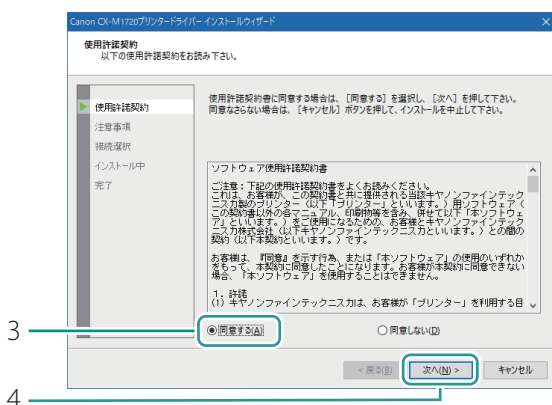 Canon CX-M1720プリンタードライバー インストールウィザード
使用許諾契約
以下の使用許諾契約をお読み下さい。
使用許諾契約
注意事項
接続選択
インストール中
完了
使用許諾契約書に同意する場合は、[同意する] を選択し、[次へ] を押して下さい。
同意なさらない場合は、[キャンセル] ボタンを押して、インストールを中止して下さい。
ソフトウェア使用許諾契約書
ご注意：下記の使用許諾契約書をよくお読みください。
これは、お客様が、この契約書と共に提供される当該キヤノンファインテック
ニスカ製のプリンター（以下「プリンター」といいます。）用ソフトウェア（
この契約書以外の各マニュアル、印刷物等を含み、併せて以下「本ソフトウェ
ア」といいます。）をご使用になるための、お客様とキヤノンファインテック
ニスカ株式会社（以下キヤノンファインテックニスカといいます。）との間の
契約（以下本契約といいます。）です。
お客様は、『同意』を示す行為、または「本ソフトウェア」の使用のいずれか
をもって、本契約に同意したことになります。お客様が本契約に同意できない
場合、「本ソフトウェア」を使用することはできません。
１．許諾
(1) キヤノンファインテックニスカは、お客様が「プリンター」を利用する目
3
同意する(A)
同意しない(D)
< 戻る(B)
次へ(N) >
キャンセル
4